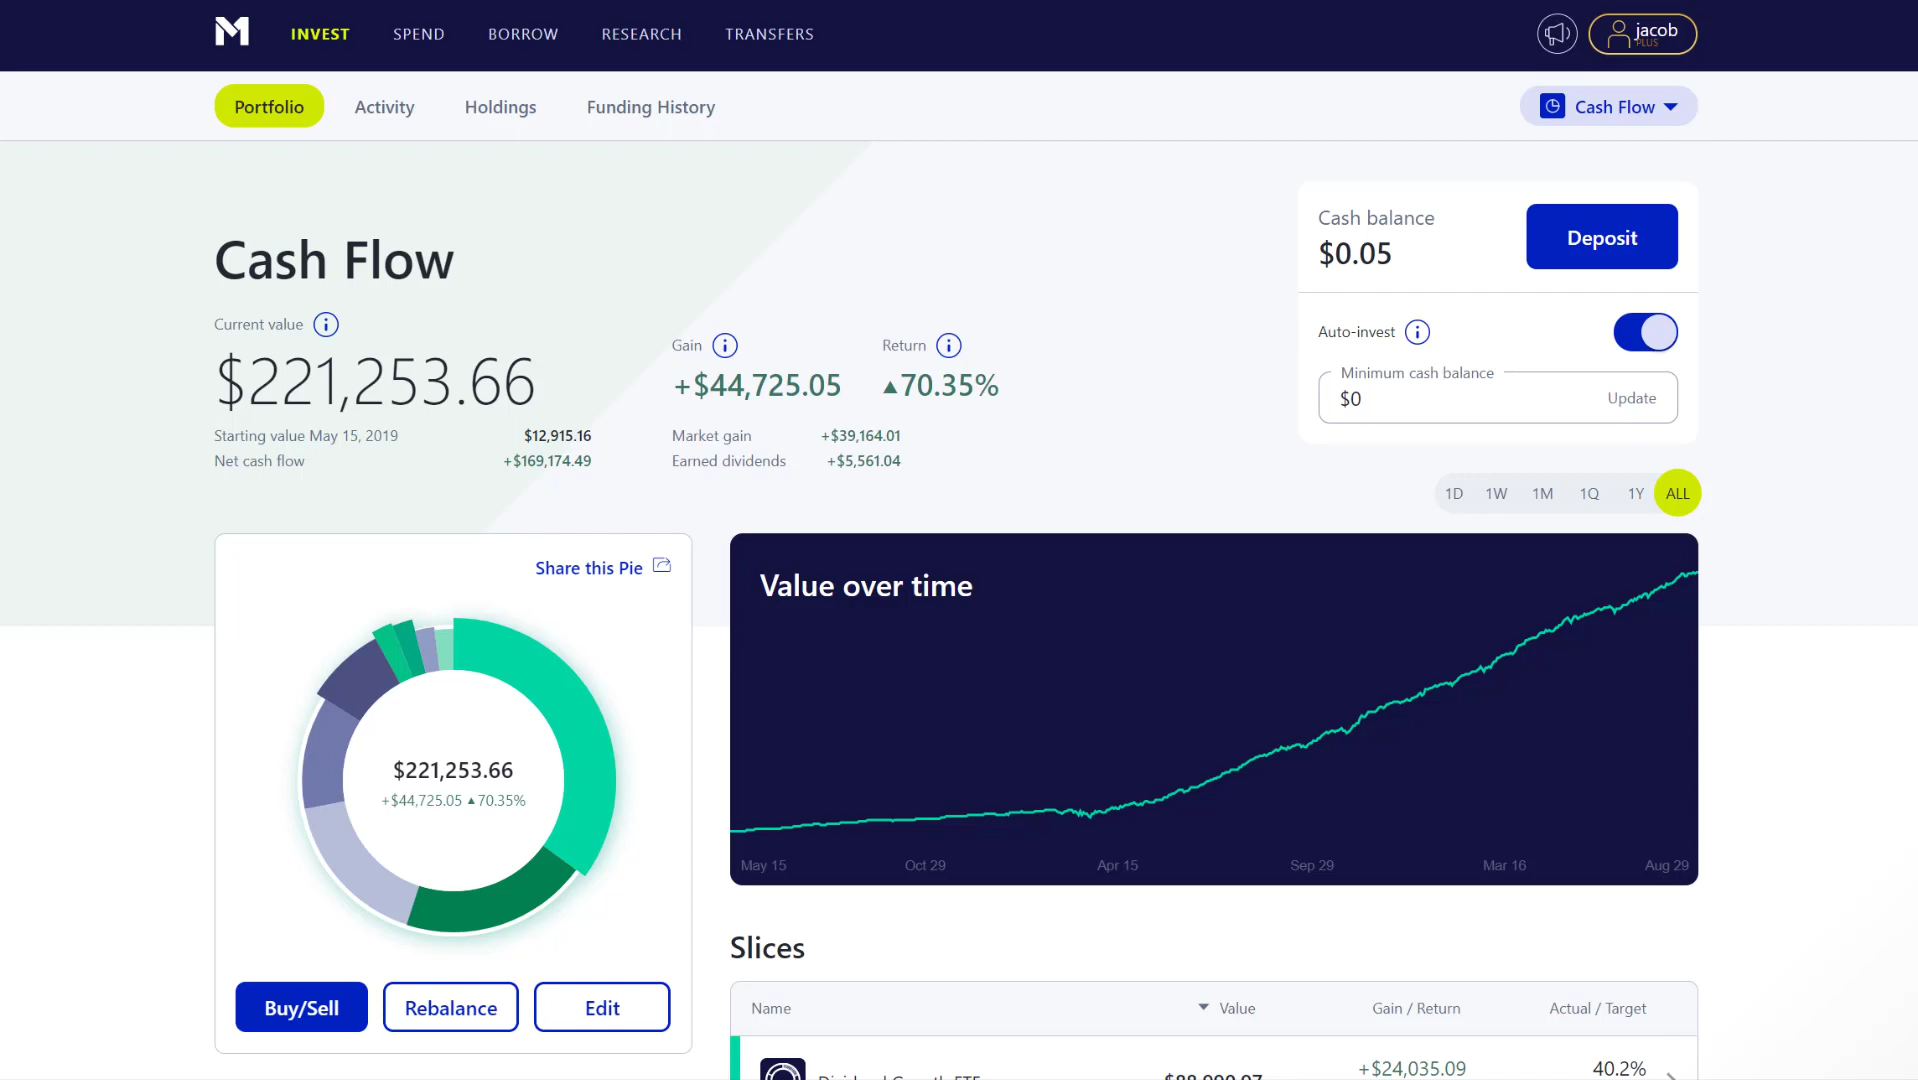 INVEST SPEND BORROW RESEARCH TRANSFERS
jacob
PLUS
Portfolio Activity Holdings Funding History
Cash Flow
Cash Flow
Current value
$221,253.66
Starting value May 15, 2019 $12,915.16
Net cash flow +$169,174.49
Gain
+$44,725.05
Return
▲70.35%
Market gain +$39,164.01
Earned dividends +$5,561.04
Cash balance
$0.05
Deposit
Auto-invest
Minimum cash balance
$0 Update
1D 1W 1M 1Q 1Y ALL
Share this Pie
$221,253.66
+$44,725.05 ▲70.35%
Buy/Sell Rebalance Edit
Value over time
May 15 Oct 29 Apr 15 Sep 29 Mar 16 Aug 29
Slices
Name Value Gain / Return Actual / Target
+$24,035.09 40.2%
Dividend Growth ETF